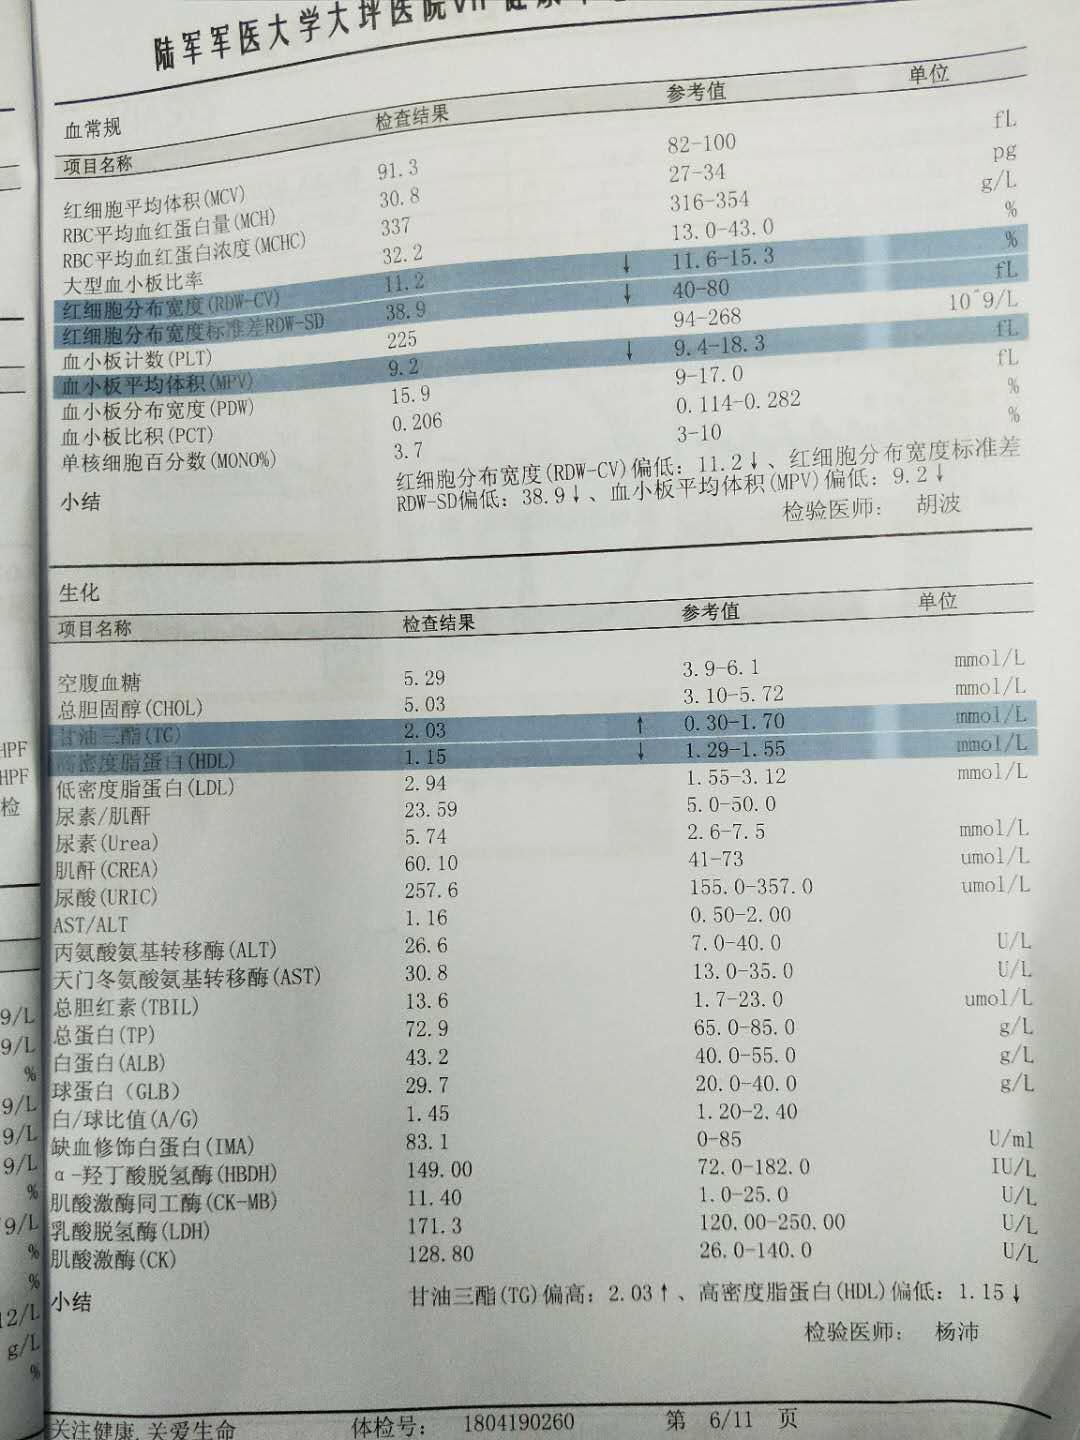 陆军军医大学大坪医院
血常规
项目名称 检查结果 参考值 单位
红细胞平均体积(MCV) 91.3 82-100 fL
RBC平均血红蛋白量(MCH) 30.8 27-34 pg
RBC平均血红蛋白浓度(MCHC) 337 316-354 g/L
大型血小板比率 32.2 13.0-43.0 %
红细胞分布宽度(RDW-CV) 11.2 ↓ 11.6-15.3 %
红细胞分布宽度标准差RDW-SD 38.9 ↓ 40-80 fL
血小板计数(PLT) 225 94-268 10^9/L
血小板平均体积(MPV) 9.2 ↓ 9.4-18.3 fL
血小板分布宽度(PDW) 15.9 9-17.0 fL
血小板比积(PCT) 0.206 0.114-0.282 %
单核细胞百分数(MONO%) 3.7 3-10 %
小结 红细胞分布宽度(RDW-CV)偏低：11.2↓、红细胞分布宽度标准差
RDW-SD偏低：38.9↓、血小板平均体积(MPV)偏低：9.2↓
检验医师： 胡波
生化
项目名称 检查结果 参考值 单位
空腹血糖 5.29 3.9-6.1 mmol/L
总胆固醇(CHOL) 5.03 3.10-5.72 mmol/L
甘油三酯(TG) 2.03 ↑ 0.30-1.70 mmol/L
高密度脂蛋白(HDL) 1.15 ↓ 1.29-1.55 mmol/L
低密度脂蛋白(LDL) 2.94 1.55-3.12 mmol/L
尿素/肌酐 23.59 5.0-50.0
尿素(Urea) 5.74 2.6-7.5 mmol/L
肌酐(CREA) 60.10 41-73 umol/L
尿酸(URIC) 257.6 155.0-357.0 umol/L
AST/ALT 1.16 0.50-2.00
丙氨酸氨基转移酶(ALT) 26.6 7.0-40.0 U/L
天门冬氨酸氨基转移酶(AST) 30.8 13.0-35.0 U/L
总胆红素(TBIL) 13.6 1.7-23.0 umol/L
总蛋白(TP) 72.9 65.0-85.0 g/L
白蛋白(ALB) 43.2 40.0-55.0 g/L
球蛋白（GLB) 29.7 20.0-40.0 g/L
白/球比值(A/G) 1.45 1.20-2.40
缺血修饰白蛋白(IMA) 83.1 0-85 U/ml
α-羟丁酸脱氢酶(HBDH) 149.00 72.0-182.0 IU/L
肌酸激酶同工酶(CK-MB) 11.40 1.0-25.0 U/L
乳酸脱氢酶(LDH) 171.3 120.00-250.00 U/L
肌酸激酶(CK) 128.80 26.0-140.0 U/L
小结 甘油三酯(TG)偏高：2.03↑、高密度脂蛋白(HDL)偏低：1.15↓
检验医师： 杨沛
关注健康,关爱生命 体检号： 1804190260 第 6/11 页
HPF
HPF
检
9/L
9/L
%
9/L
9/L
9/L
%
9/L
%
%
12/L
g/L
%